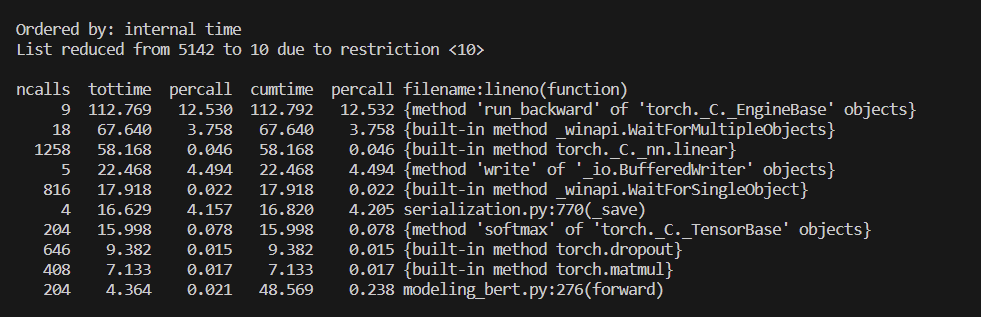 Ordered by: internal time
List reduced from 5142 to 10 due to restriction <10>

ncalls  tottime  percall  cumtime  percall filename:lineno(function)
     9  112.769   12.530  112.792   12.532 {method 'run_backward' of 'torch._C._EngineBase' objects}
    18   67.640    3.758   67.640    3.758 {built-in method _winapi.WaitForMultipleObjects}
  1258   58.168    0.046   58.168    0.046 {built-in method torch._C._nn.linear}
     5   22.468    4.494   22.468    4.494 {method 'write' of '_io.BufferedWriter' objects}
   816   17.918    0.022   17.918    0.022 {built-in method _winapi.WaitForSingleObject}
     4   16.629    4.157   16.820    4.205 serialization.py:770(_save)
   204   15.998    0.078   15.998    0.078 {method 'softmax' of 'torch._C._TensorBase' objects}
   646    9.382    0.015    9.382    0.015 {built-in method torch.dropout}
   408    7.133    0.017    7.133    0.017 {built-in method torch.matmul}
   204    4.364    0.021   48.569    0.238 modeling_bert.py:276(forward)